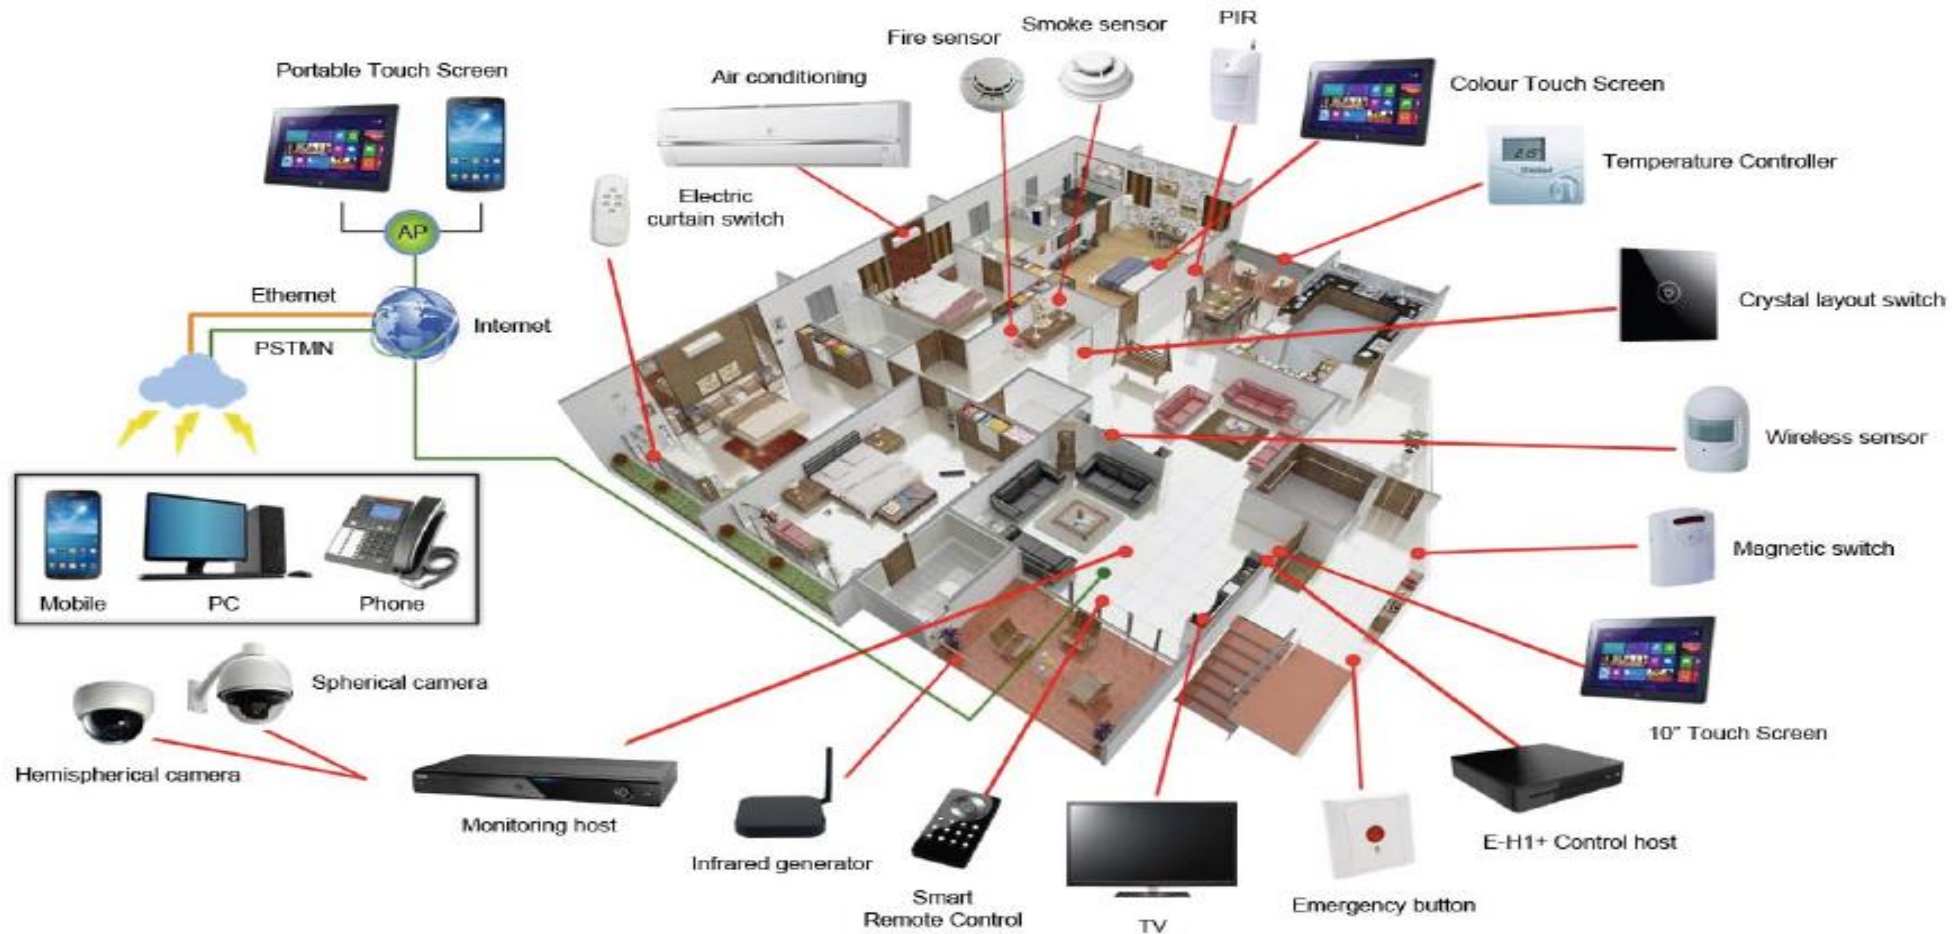 Fire sensor
Smoke sensor
PIR
Portable Touch Screen
Air conditioning
Colour Touch Screen
Temperature Controller
Electric
curtain switch
AP
Ethernet
Internet
PSTMN
Crystal layout switch
Wireless sensor
Magnetic switch
Mobile
PC
Phone
Spherical camera
10" Touch Screen
Hemispherical camera
Monitoring host
Infrared generator
E-H1+ Control host
Smart
Remote Control
TV
Emergency button